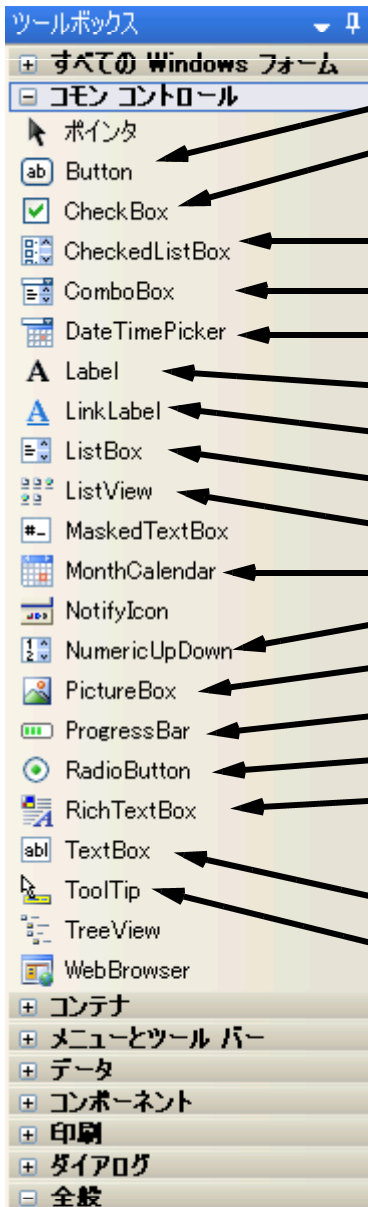 ツールボックス
すべての Windows フォーム
コモン コントロール
ポインタ
Button
CheckBox
CheckedListBox
ComboBox
DateTimePicker
Label
LinkLabel
ListBox
ListView
MaskedTextBox
MonthCalendar
NotifyIcon
NumericUpDown
PictureBox
ProgressBar
RadioButton
RichTextBox
TextBox
ToolTip
TreeView
WebBrowser
コンテナ
メニューとツール バー
データ
コンポーネント
印刷
ダイアログ
全般